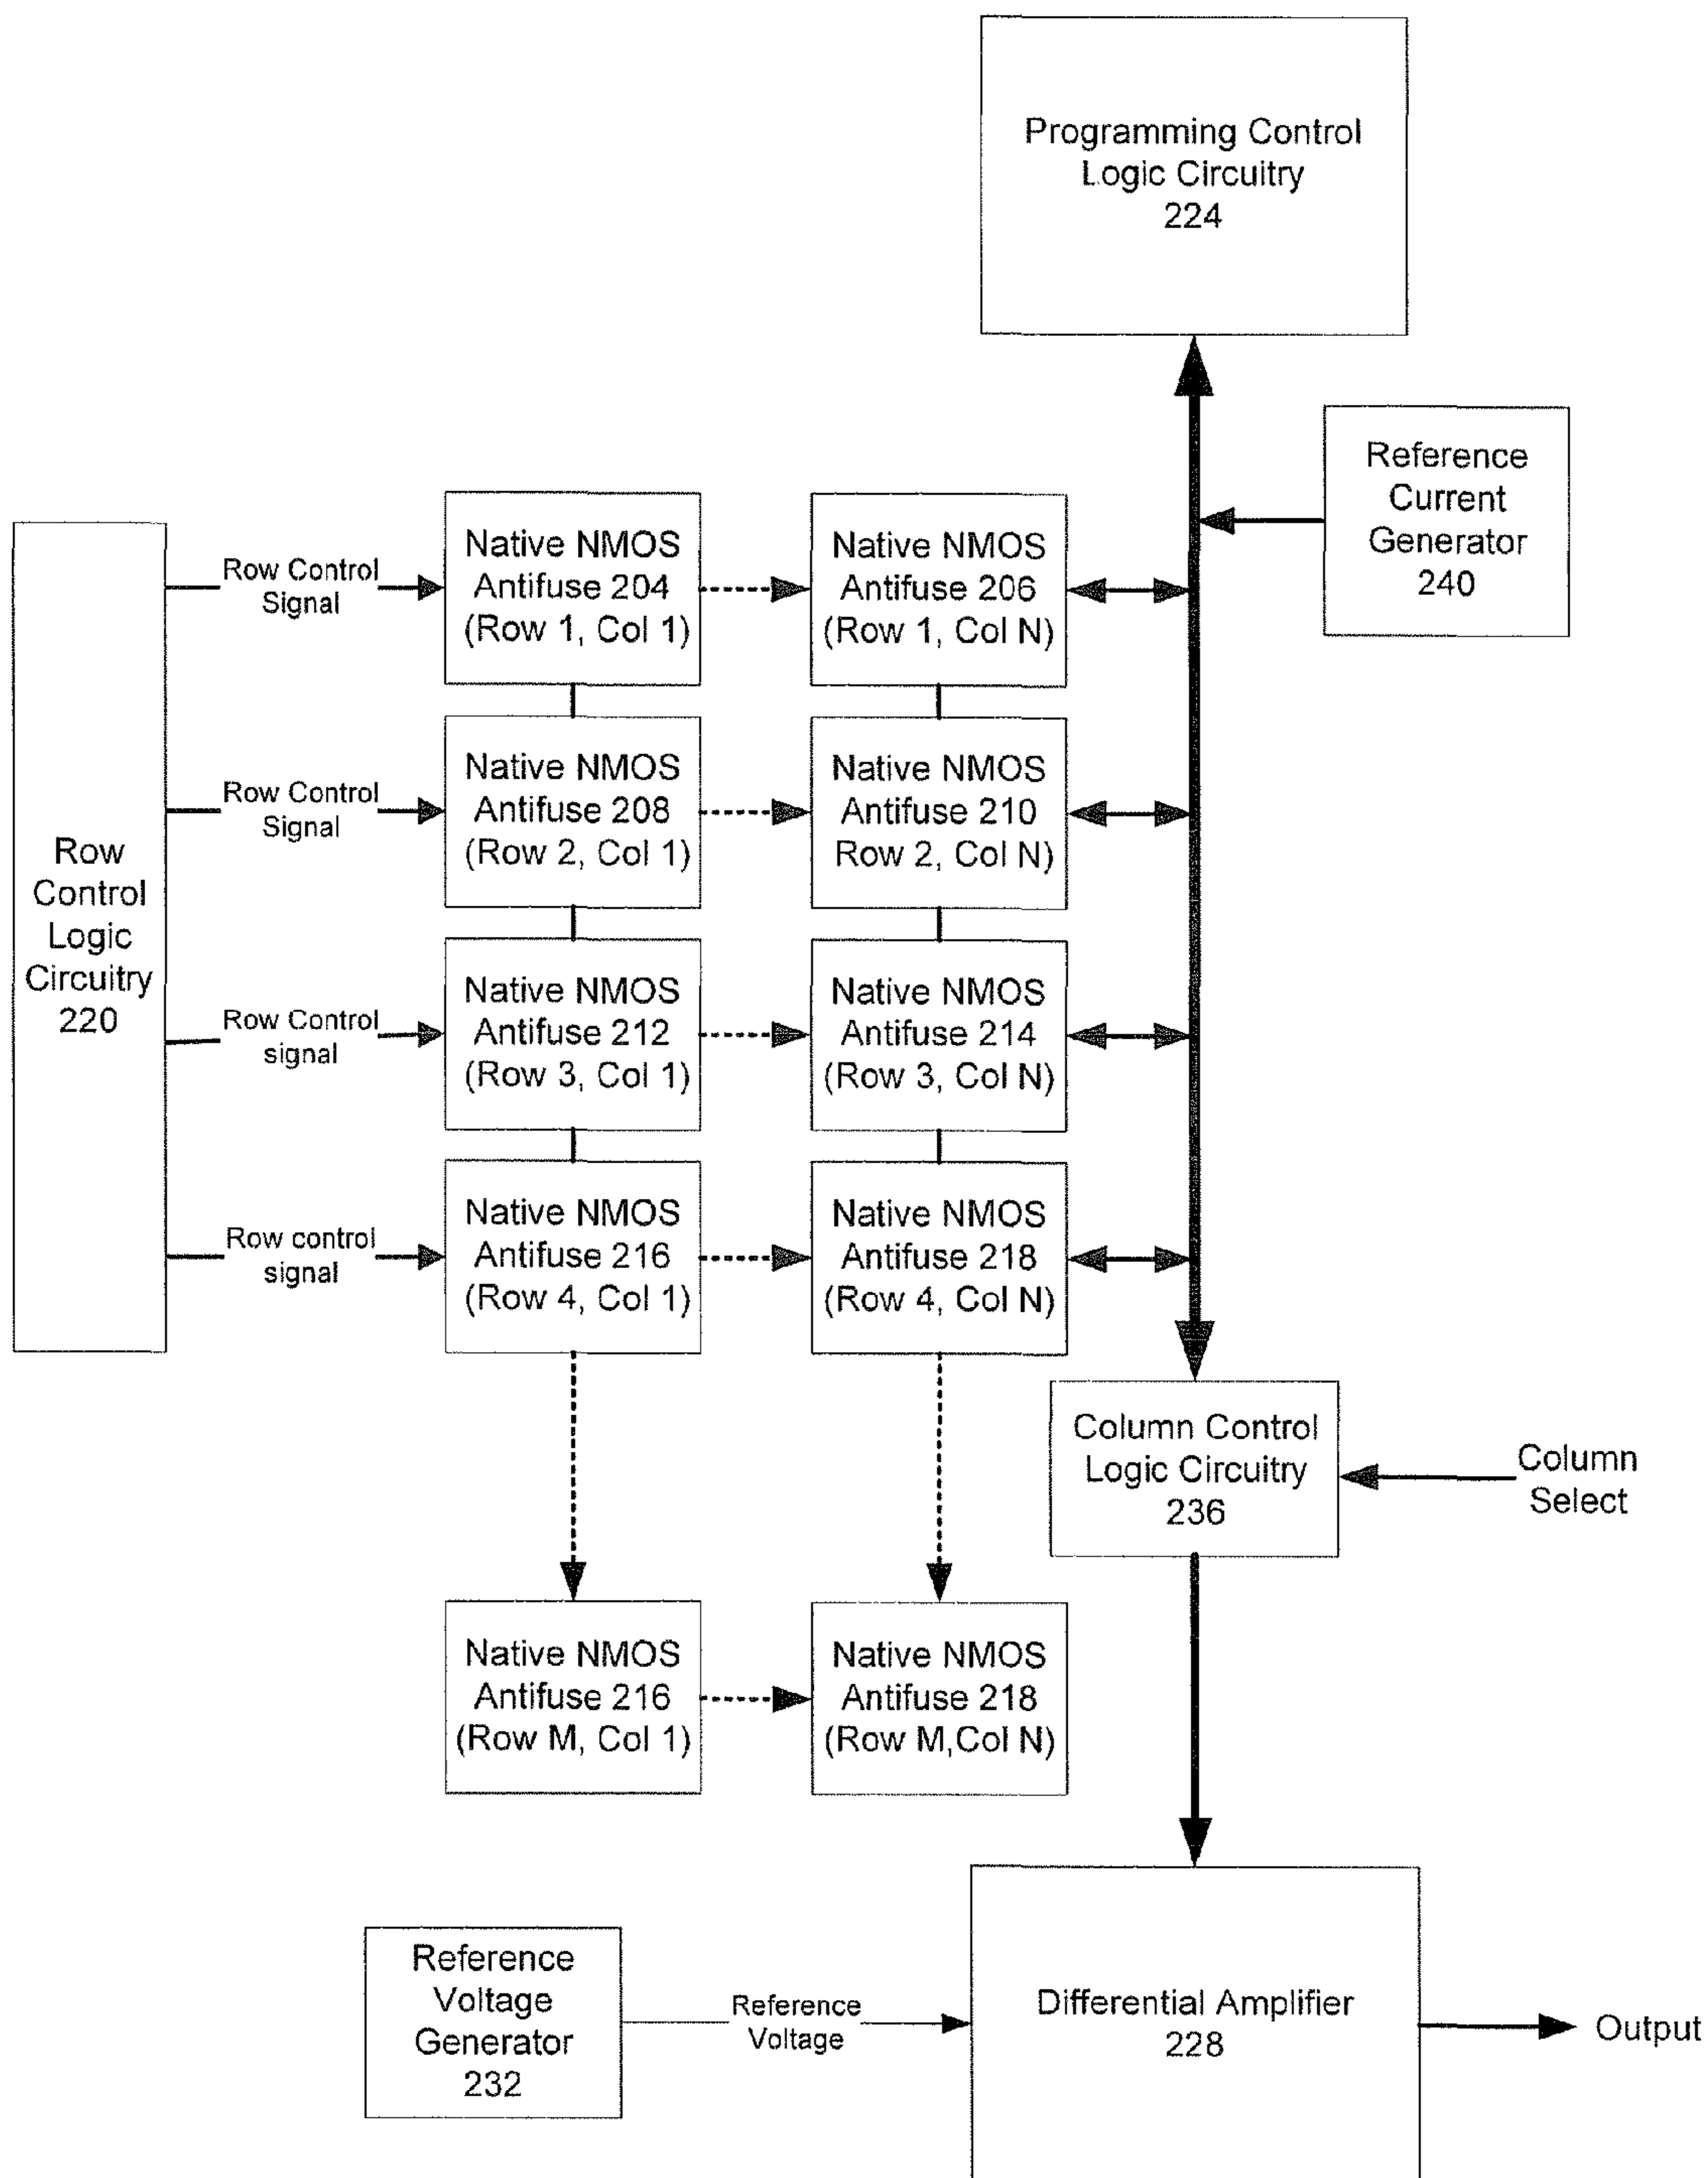 Programming Control
Logic Circuitry
224
Reference
Current
Generator
240
Row
Control
Logic
Circuitry
220
Row Control
Signal
Native NMOS
Antifuse 204
(Row 1, Col 1)
Native NMOS
Antifuse 206
(Row 1, Col N)
Row Control
Signal
Native NMOS
Antifuse 208
(Row 2, Col 1)
Native NMOS
Antifuse 210
Row 2, Col N)
Row Control
signal
Native NMOS
Antifuse 212
(Row 3, Col 1)
Native NMOS
Antifuse 214
(Row 3, Col N)
Row control
signal
Native NMOS
Antifuse 216
(Row 4, Col 1)
Native NMOS
Antifuse 218
(Row 4, Col N)
Column Control
Logic Circuitry
236
Column
Select
Native NMOS
Antifuse 216
(Row M, Col 1)
Native NMOS
Antifuse 218
(Row M,Col N)
Reference
Voltage
Generator
232
Reference
Voltage
Differential Amplifier
228
Output